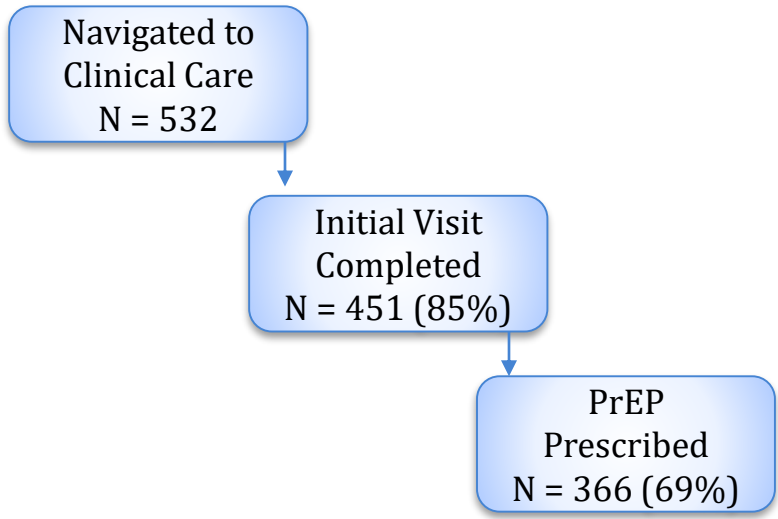 Navigated to
Clinical Care
N = 532
Initial Visit
Completed
N = 451 (85%)
PrEP
Prescribed
N = 366 (69%)